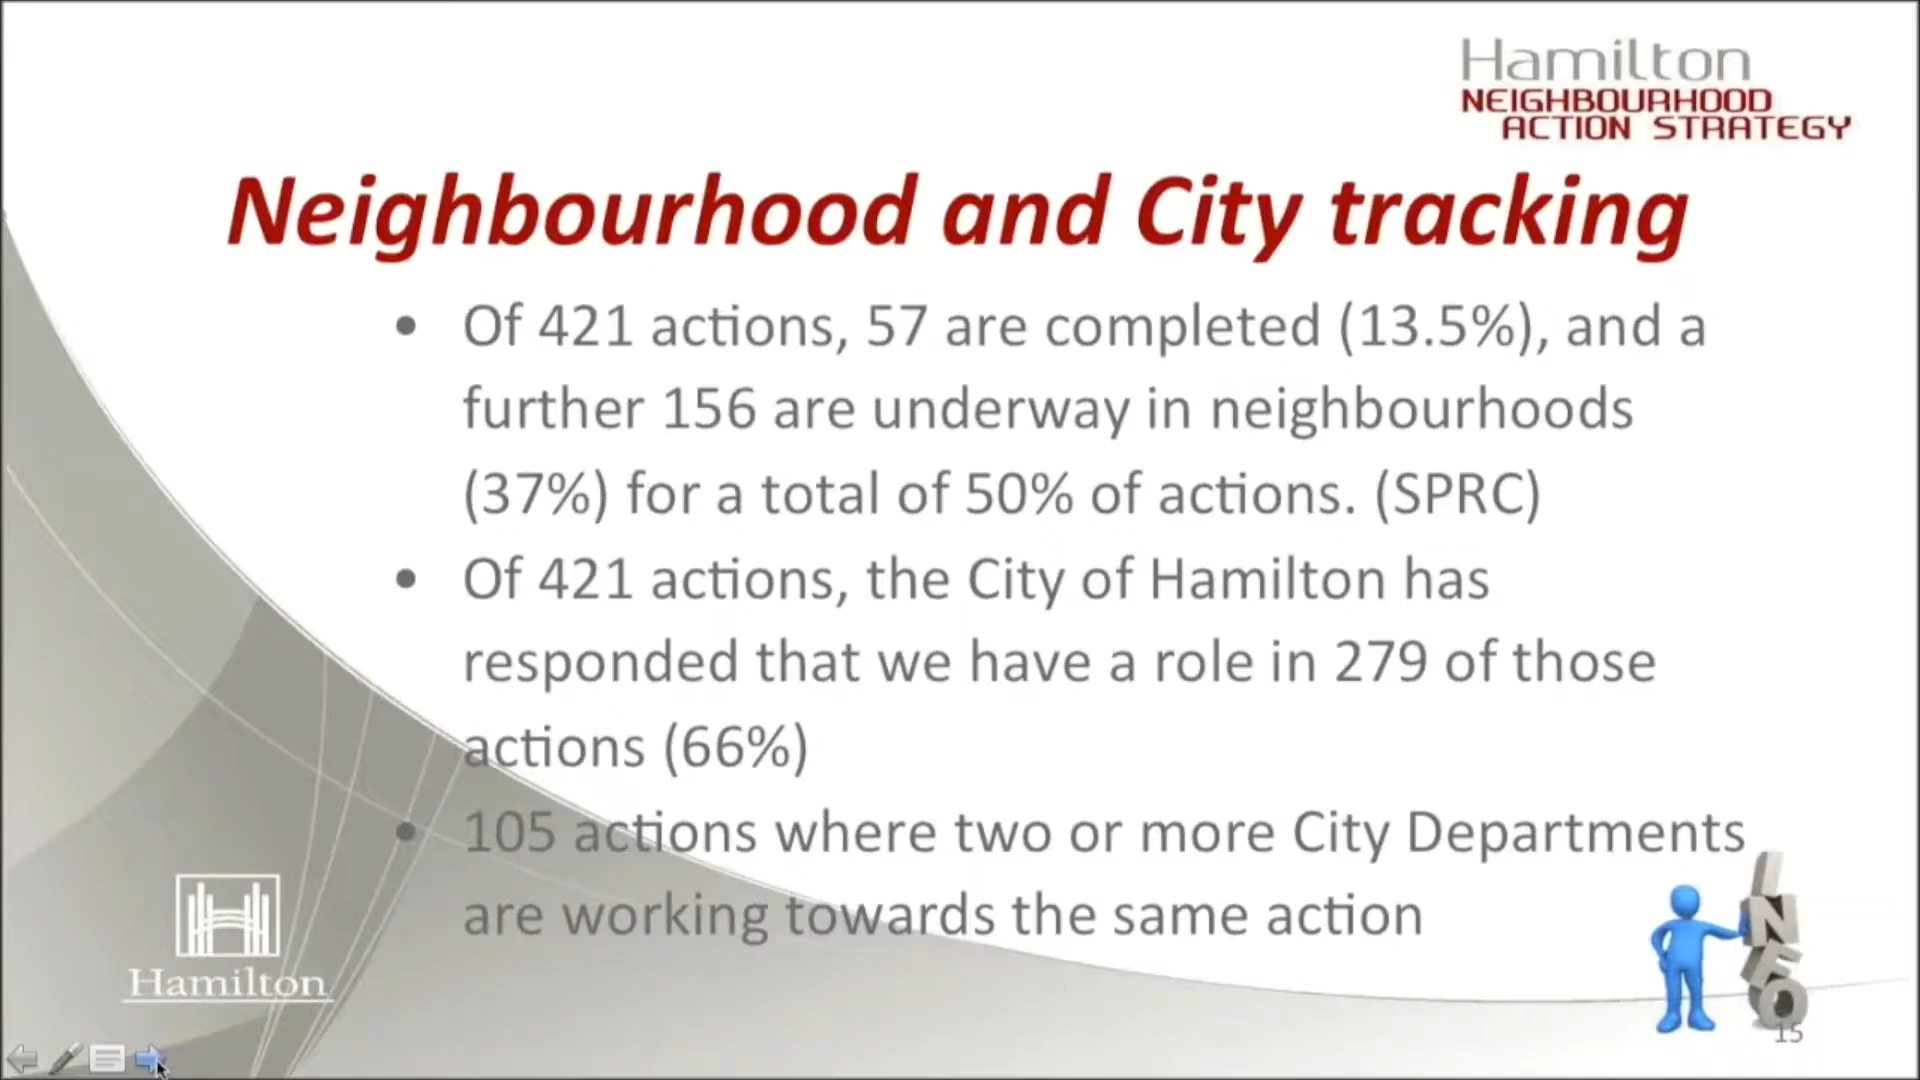 Hamilton
NEIGHBOURHOOD
ACTION STRATEGY
Neighbourhood and City tracking
• Of 421 actions, 57 are completed (13.5%), and a
further 156 are underway in neighbourhoods
(37%) for a total of 50% of actions. (SPRC)
• Of 421 actions, the City of Hamilton has
responded that we have a role in 279 of those
actions (66%)
• 105 actions where two or more City Departments
are working towards the same action
Hamilton
INFO
15